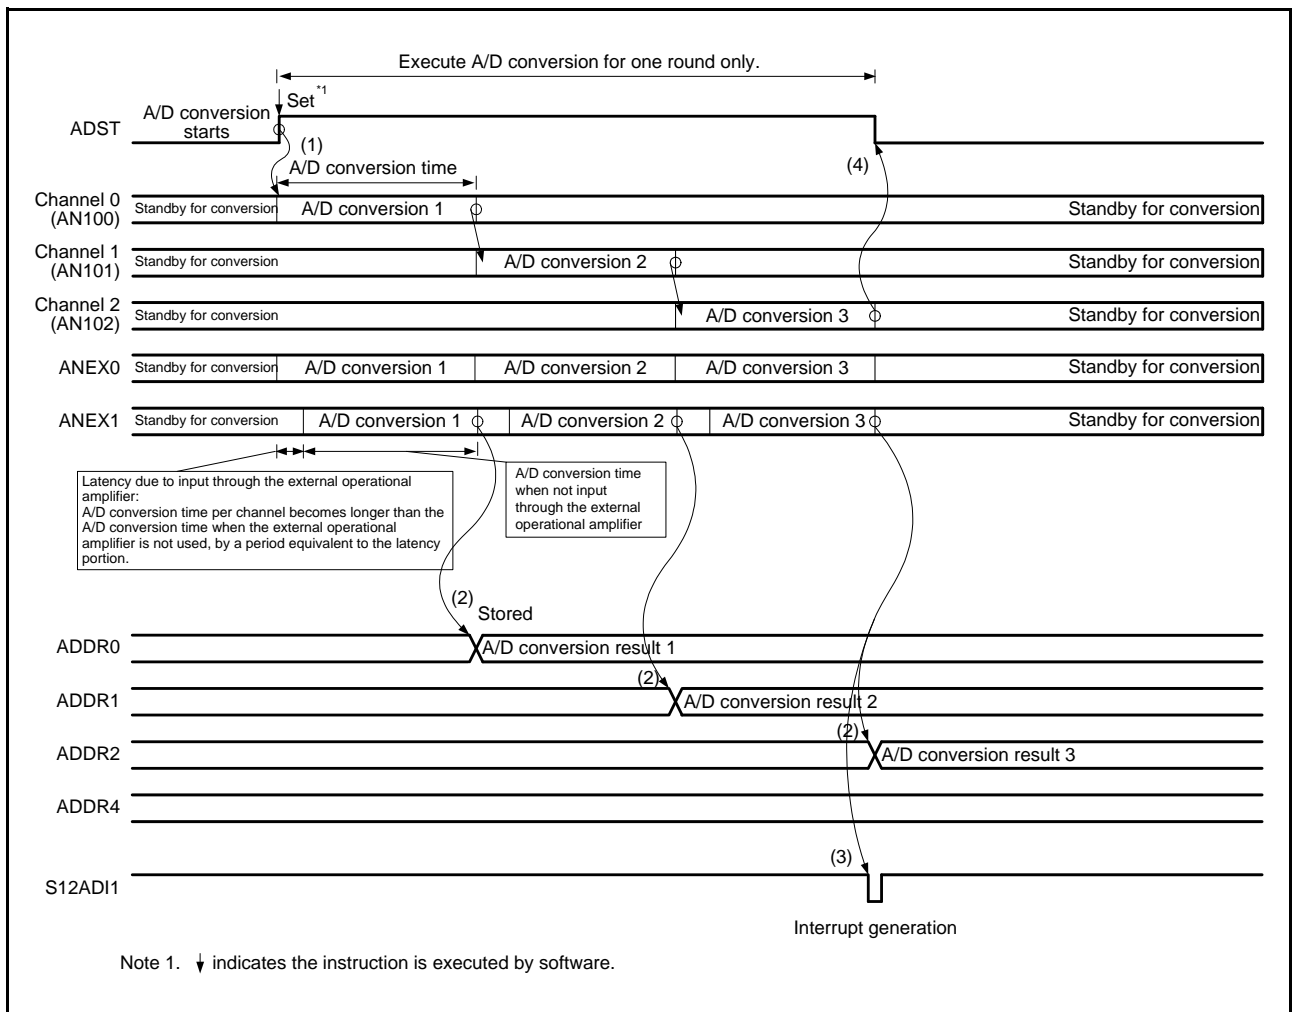 Execute A/D conversion for one round only.
Set*1
A/D conversion
starts
ADST
(1)
(4)
A/D conversion time
Channel 0
(AN100)
Standby for conversion
A/D conversion 1
Standby for conversion
Channel 1
(AN101)
Standby for conversion
A/D conversion 2
Standby for conversion
Channel 2
(AN102)
Standby for conversion
A/D conversion 3
Standby for conversion
ANEX0
Standby for conversion
A/D conversion 1
A/D conversion 2
A/D conversion 3
Standby for conversion
ANEX1
Standby for conversion
A/D conversion 1
A/D conversion 2
A/D conversion 3
Standby for conversion
Latency due to input through the external operational
amplifier:
A/D conversion time per channel becomes longer than the
A/D conversion time when the external operational
amplifier is not used, by a period equivalent to the latency
portion.
A/D conversion time
when not input
through the external
operational amplifier
(2)
Stored
ADDR0
A/D conversion result 1
(2)
ADDR1
A/D conversion result 2
(2)
ADDR2
A/D conversion result 3
ADDR4
(3)
S12ADI1
Interrupt generation
Note 1. indicates the instruction is executed by software.